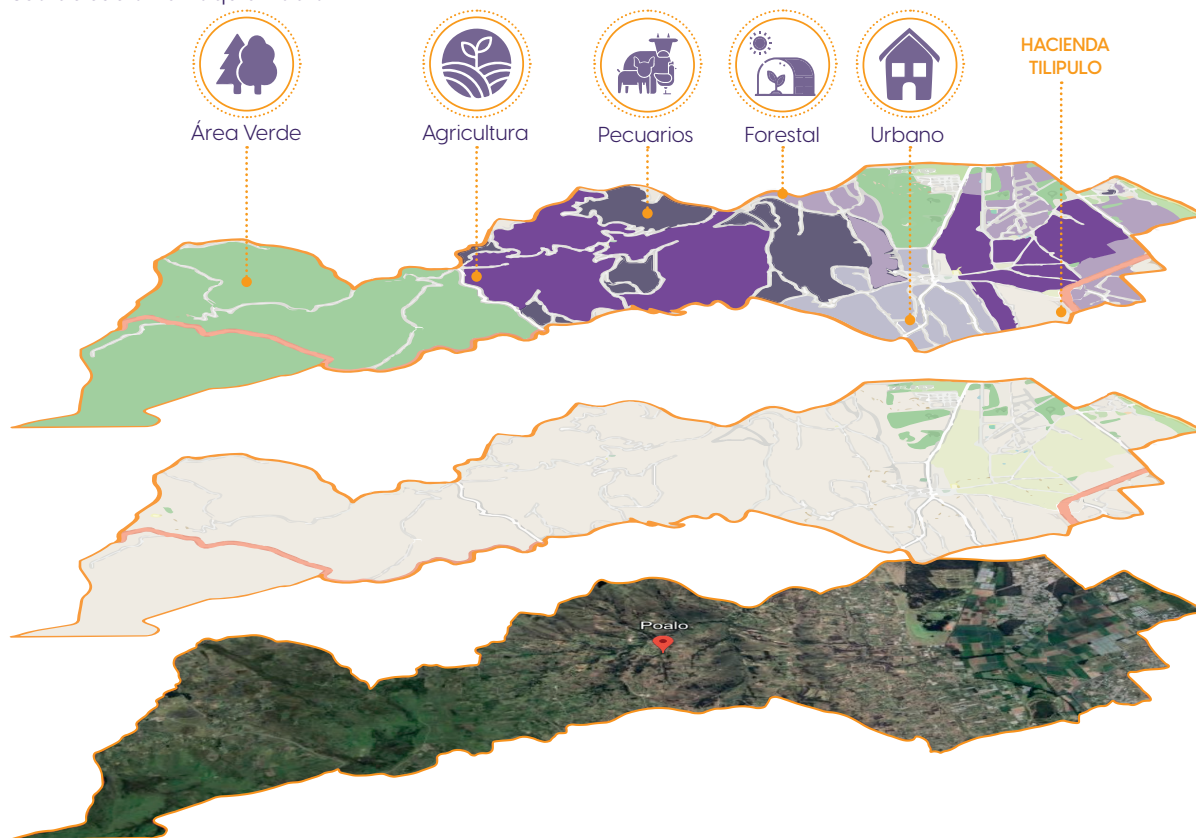 HACIENDA
TILIPULO
Área Verde
Agricultura
Pecuarios
Forestal
Urbano
Poalo